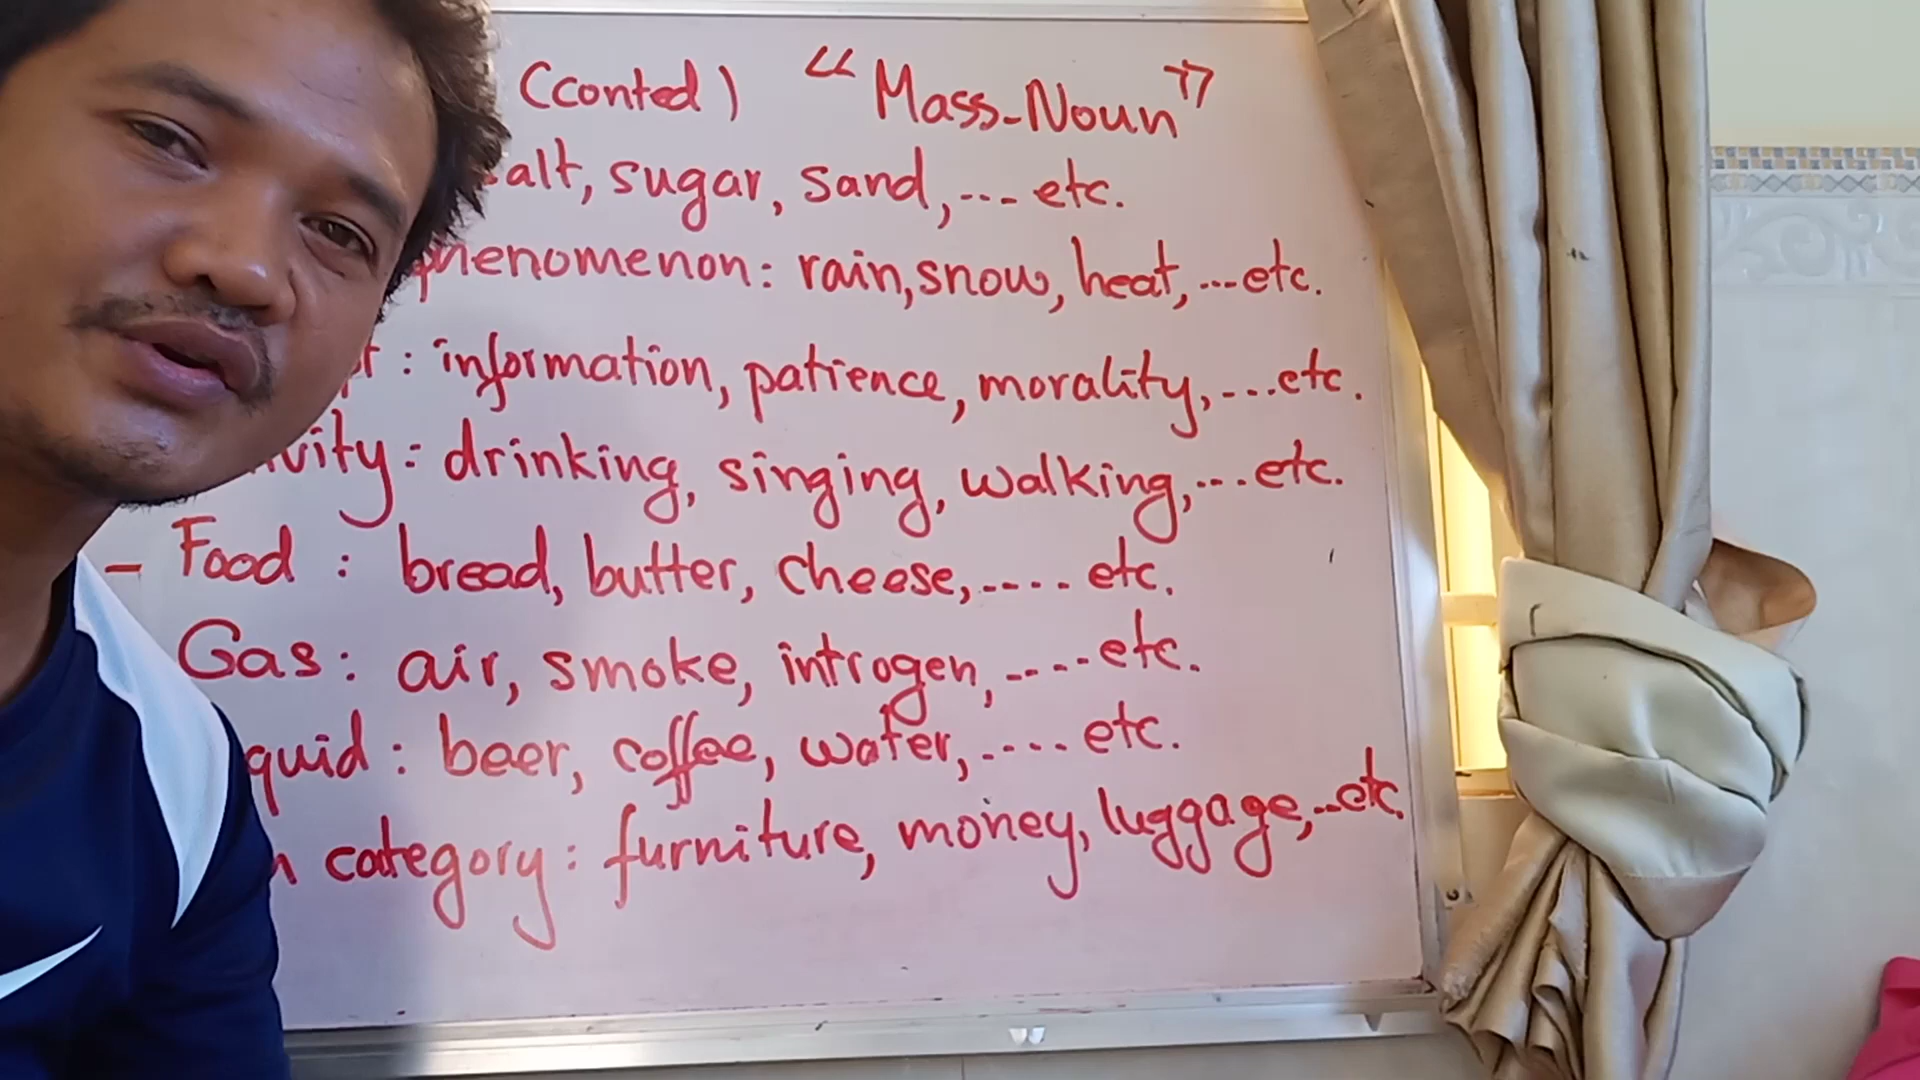 (conted) "Mass-Noun"
salt, sugar, sand,... etc.
phenomenon: rain, snow, heat,...etc.
: information, patience, morality,...etc.
vity: drinking, singing, walking,...etc.
- Food : bread, butter, cheese,.... etc.
Gas: air, smoke, introgen,....etc.
quid: beer, coffee, water,.... etc.
category: furniture, money, luggage,..etc.